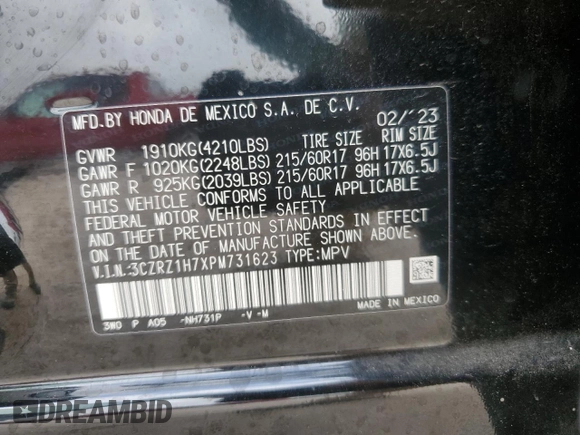 MFD.BY HONDA DE MEXICO S.A. DE C.V. 02/'23
TIRE SIZE RIM SIZE
GVWR 1910KG(4210LBS)
GAWR F 1020KG(2248LBS) 215/60R17 96H 17X6.5J
GAWR R 925KG(2039LBS) 215/60R17 96H 17X6.5J
THIS VEHICLE CONFORMS TO ALL APPLICABLE
FEDERAL MOTOR VEHICLE SAFETY
AND THEFT PREVENTION STANDARDS IN EFFECT
ON THE DATE OF MANUFACTURE SHOWN ABOVE.
V.I.N.:3CZRZ1H7XPM731623 TYPE:MPV
3W0 P A05 -NH731P -V-M
MADE IN MEXICO
DREAMBID